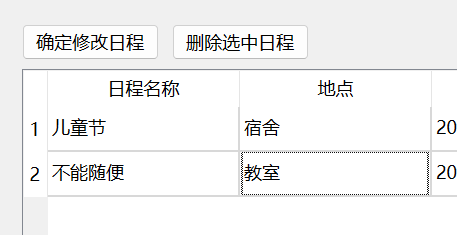 确定修改日程 删除选中日程
日程名称 地点
1 儿童节 宿舍 20
2 不能随便 教室 20